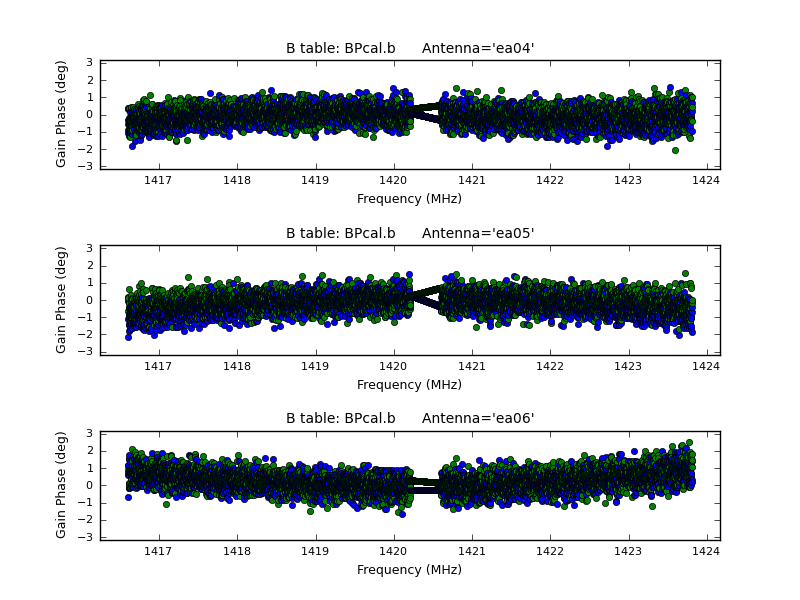 B table: BPcal.b Antenna='ea04'
3
2
1
0
−1
−2
−3
Gain Phase (deg)
1417 1418 1419 1420 1421 1422 1423 1424
Frequency (MHz)
B table: BPcal.b Antenna='ea05'
3
2
1
0
−1
−2
−3
Gain Phase (deg)
1417 1418 1419 1420 1421 1422 1423 1424
Frequency (MHz)
B table: BPcal.b Antenna='ea06'
3
2
1
0
−1
−2
−3
Gain Phase (deg)
1417 1418 1419 1420 1421 1422 1423 1424
Frequency (MHz)